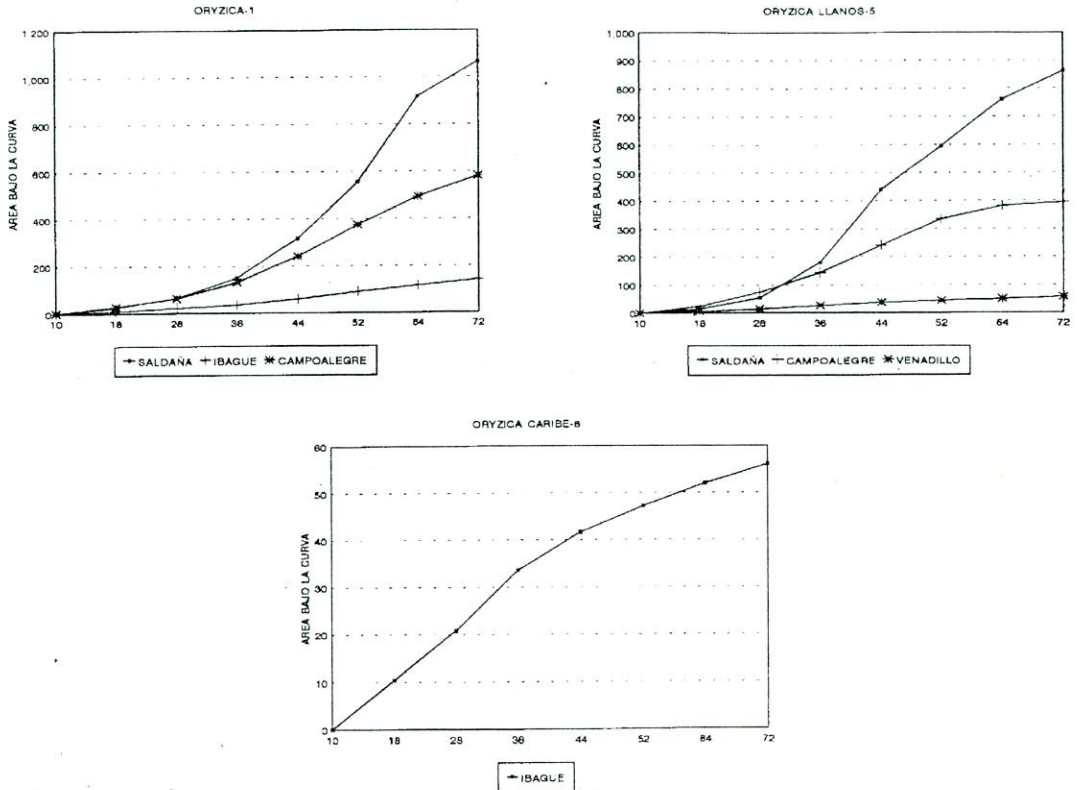 ORYZICA-1
1 200
1,000
800
600
400
200
0
AREA BAJO LA CURVA
10 18 28 36 44 52 64 72
SALDAÑA IBAGUE CAMPOALEGRE
ORYZICA LLANOS-5
1,000
900
800
700
600
500
400
300
200
100
0
AREA BAJO LA CURVA
10 18 28 36 44 52 64 72
SALDAÑA CAMPOALEGRE VENADILLO
ORYZICA CARIBE-8
60
50
40
30
20
10
0
AREA BAJO LA CURVA
10 18 28 36 44 52 64 72
IBAGUE